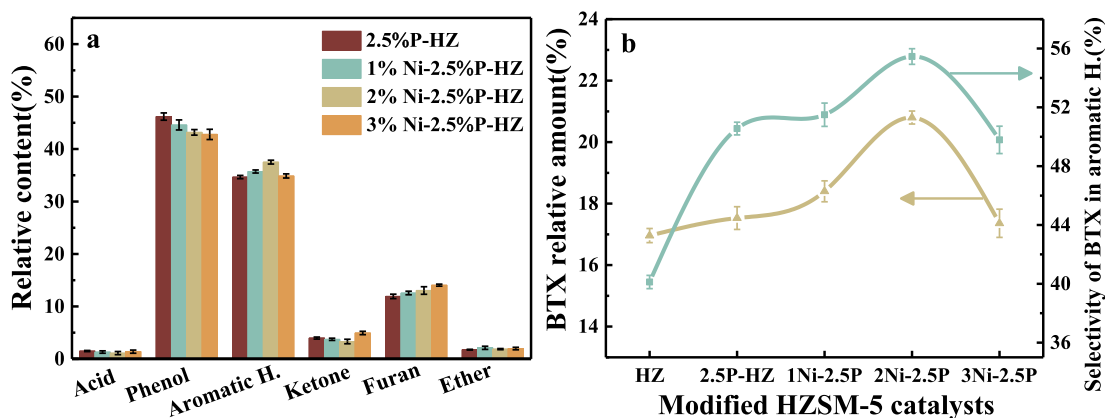 a
Relative content(%)
60
50
40
30
20
10
0
2.5%P-HZ
1% Ni-2.5%P-HZ
2% Ni-2.5%P-HZ
3% Ni-2.5%P-HZ
Acid
Phenol
Aromatic H.
Ketone
Furan
Ether
b
BTX relative amount(%)
24
22
20
18
16
14
56
52
48
44
40
36
Selectivity of BTX in aromatic H.(%)
HZ
2.5P-HZ
1Ni-2.5P
2Ni-2.5P
3Ni-2.5P
Modified HZSM-5 catalysts